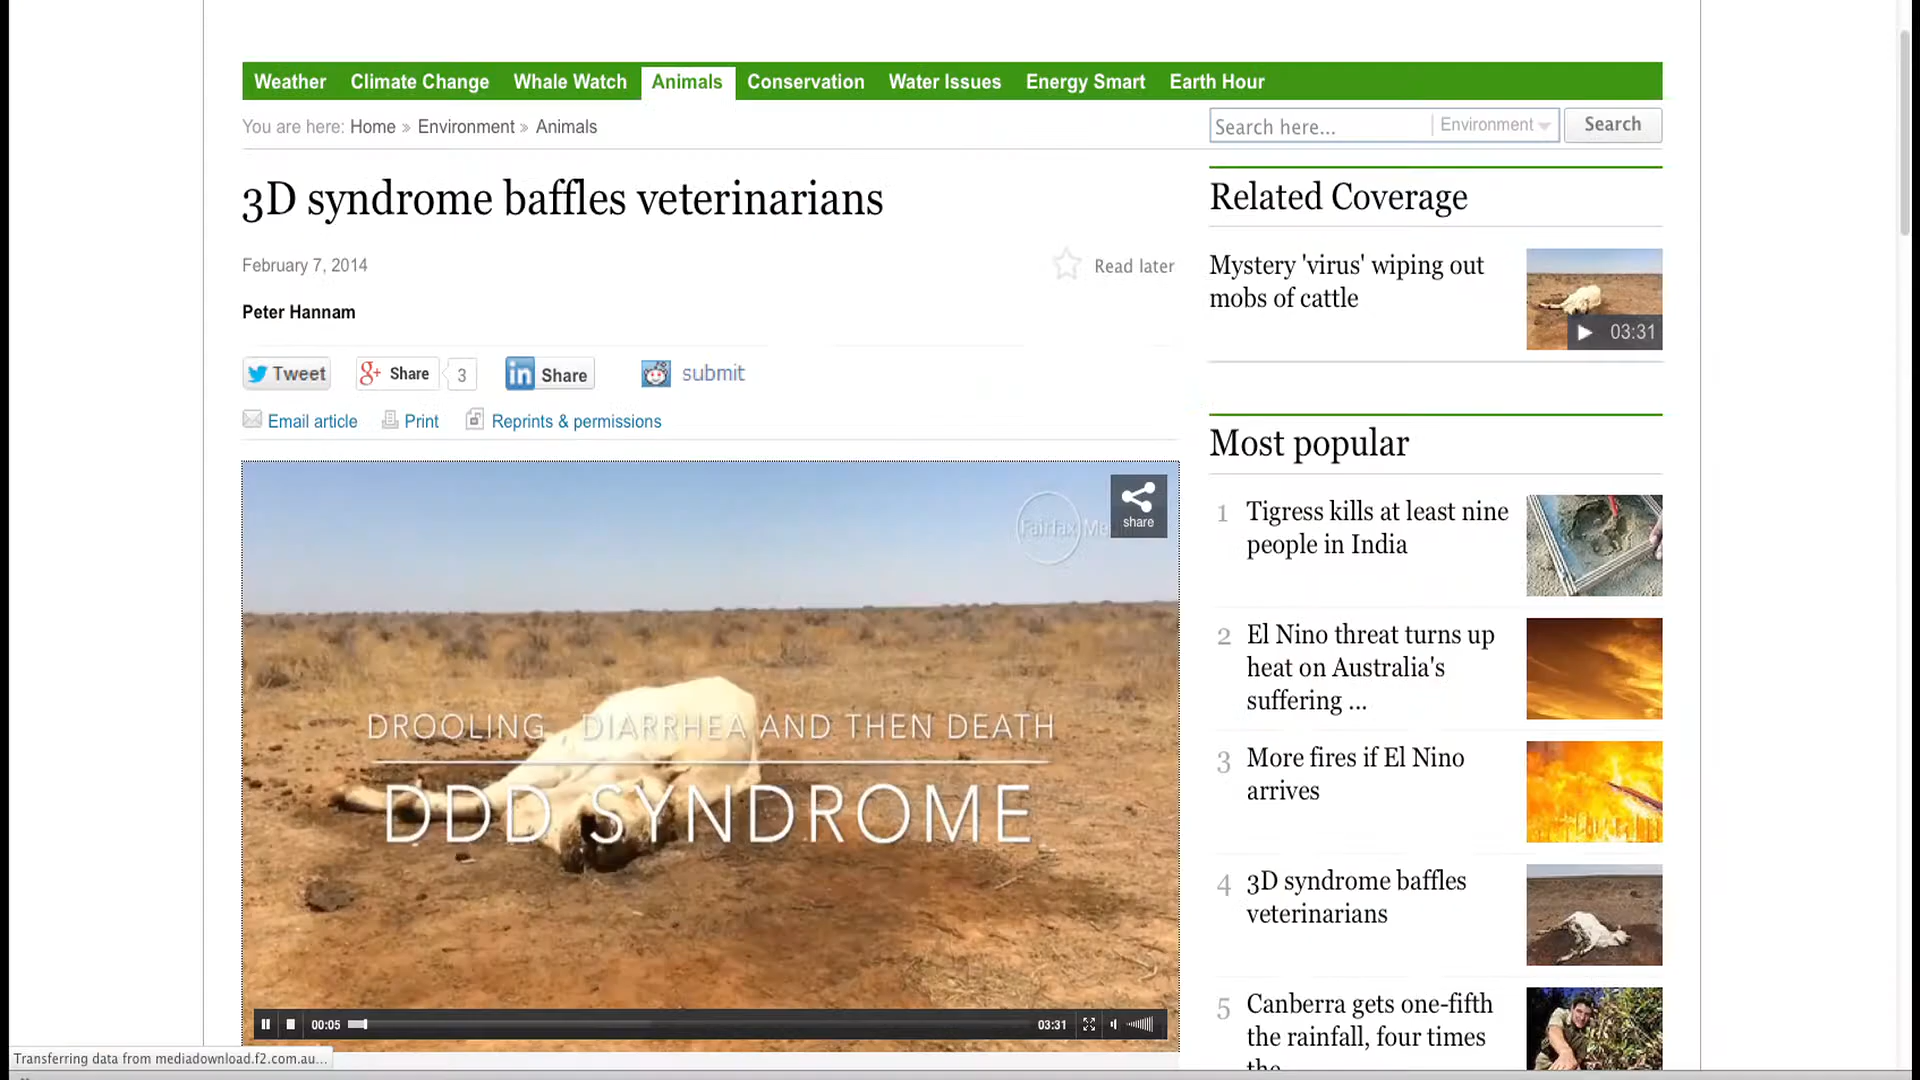 Weather Climate Change Whale Watch Animals Conservation Water Issues Energy Smart Earth Hour
You are here: Home » Environment » Animals
Search here... Environment Search
3D syndrome baffles veterinarians
February 7, 2014
Read later
Peter Hannam
Tweet Share 3 Share submit
Email article Print Reprints & permissions
Fairfax Me
share
DROOLING , DIARRHEA AND THEN DEATH
DDD SYNDROME
00:05 03:31
Related Coverage
Mystery 'virus' wiping out
mobs of cattle
03:31
Most popular
1 Tigress kills at least nine
people in India
2 El Nino threat turns up
heat on Australia's
suffering ...
3 More fires if El Nino
arrives
4 3D syndrome baffles
veterinarians
5 Canberra gets one-fifth
the rainfall, four times
the
Transferring data from mediadownload.f2.com.au...